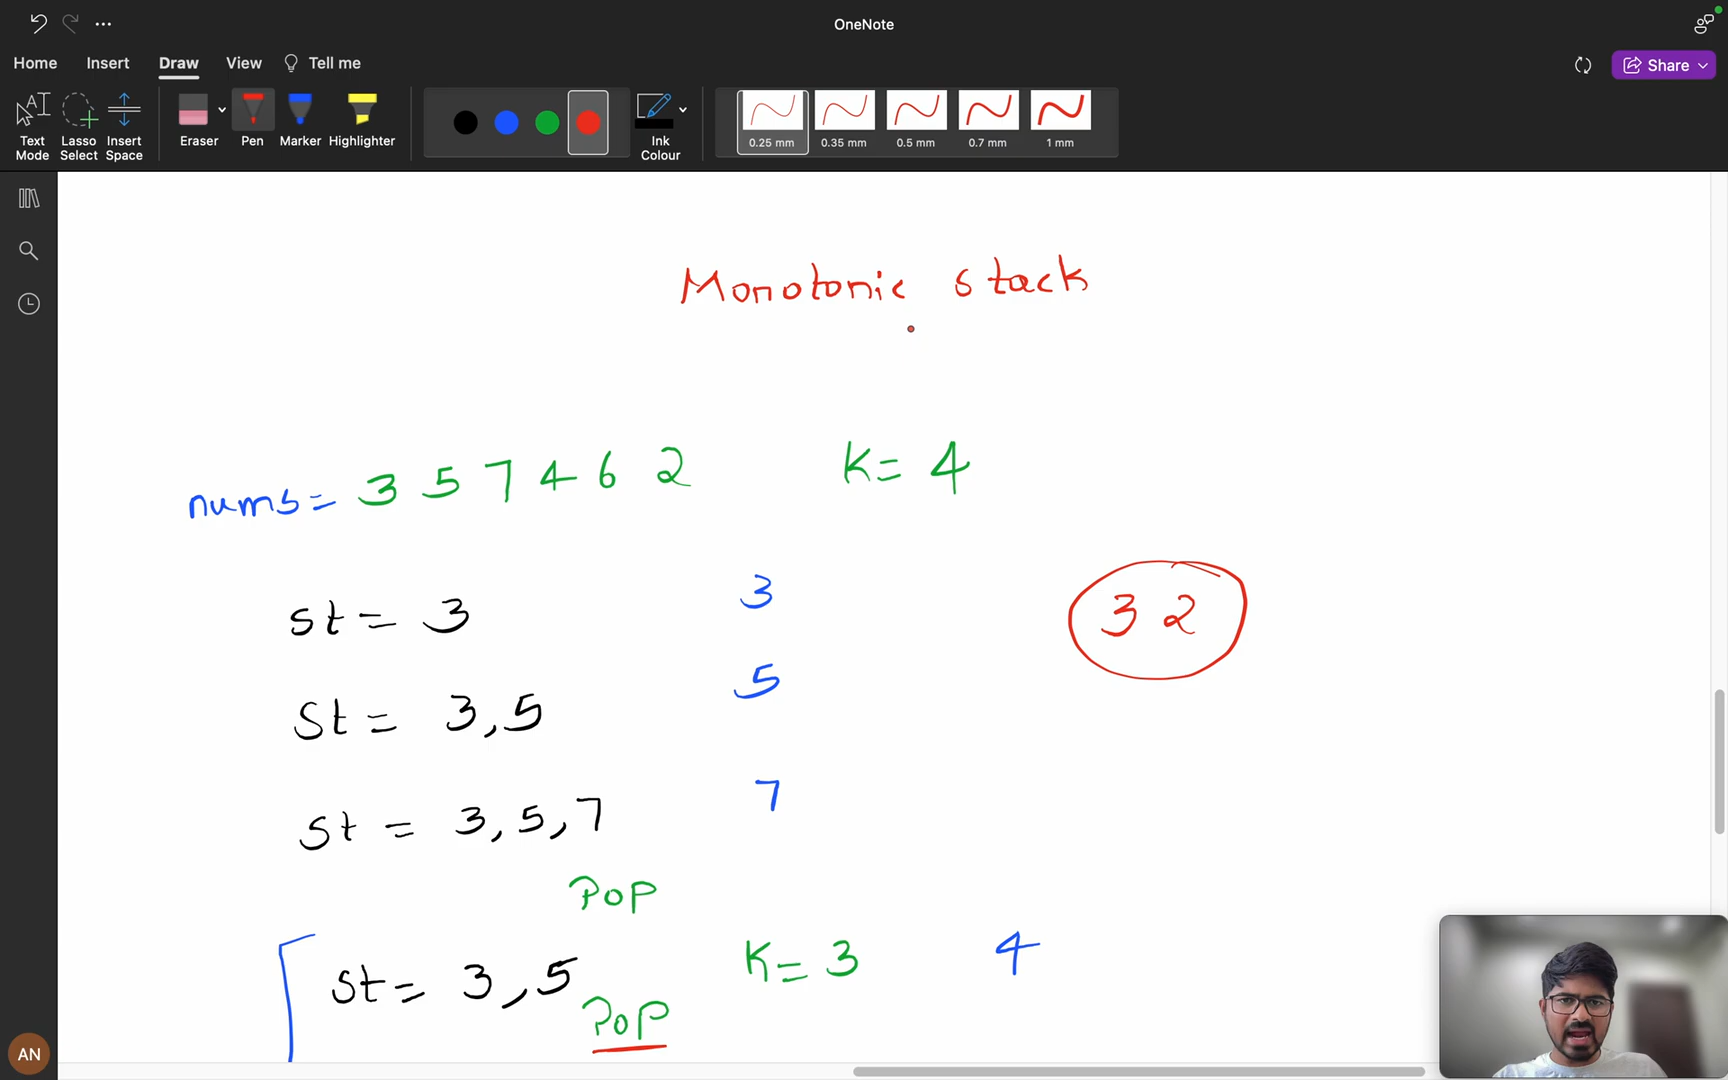 OneNote
Home Insert Draw View Tell me
Share
Text Mode
Lasso Select
Insert Space
Eraser
Pen
Marker
Highlighter
Ink Colour
0.25 mm
0.35 mm
0.5 mm
0.7 mm
1 mm
Monotonic stack
nums = 3 5 7 4 6 2 K = 4
st = 3 3
3 2
st = 3,5 5
st = 3,5,7 7
Pop
st = 3,5 K = 3 4
Pop
AN